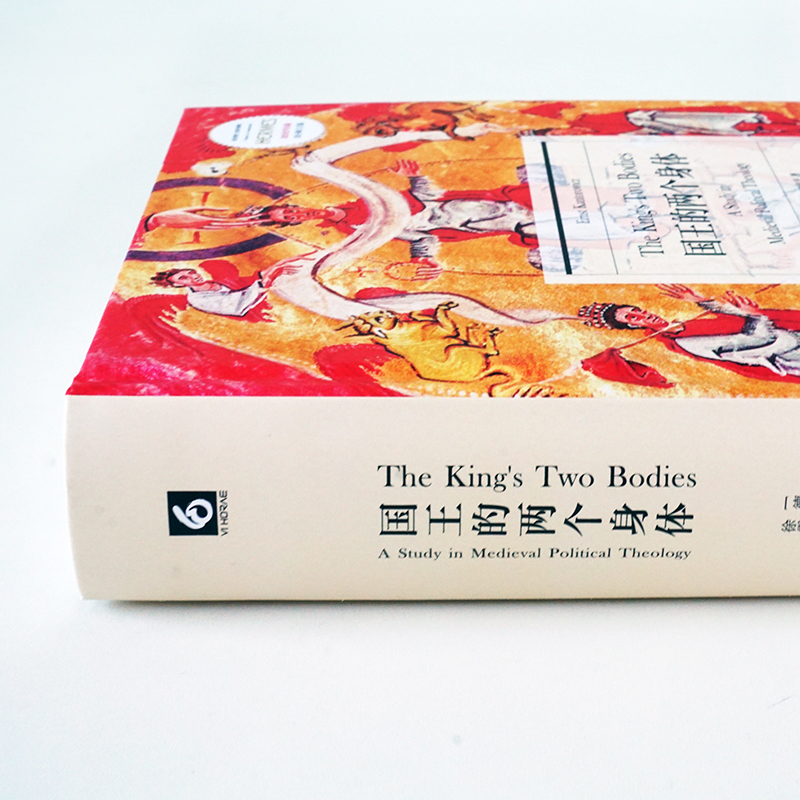 HERMES
Ernst Kantorowicz
The King's Two Bodies
国王的两个身体
A Study in
Medieval Political Theology
VI HORAE
The King's Two Bodies
国王的两个身体
A Study in Medieval Political Theology